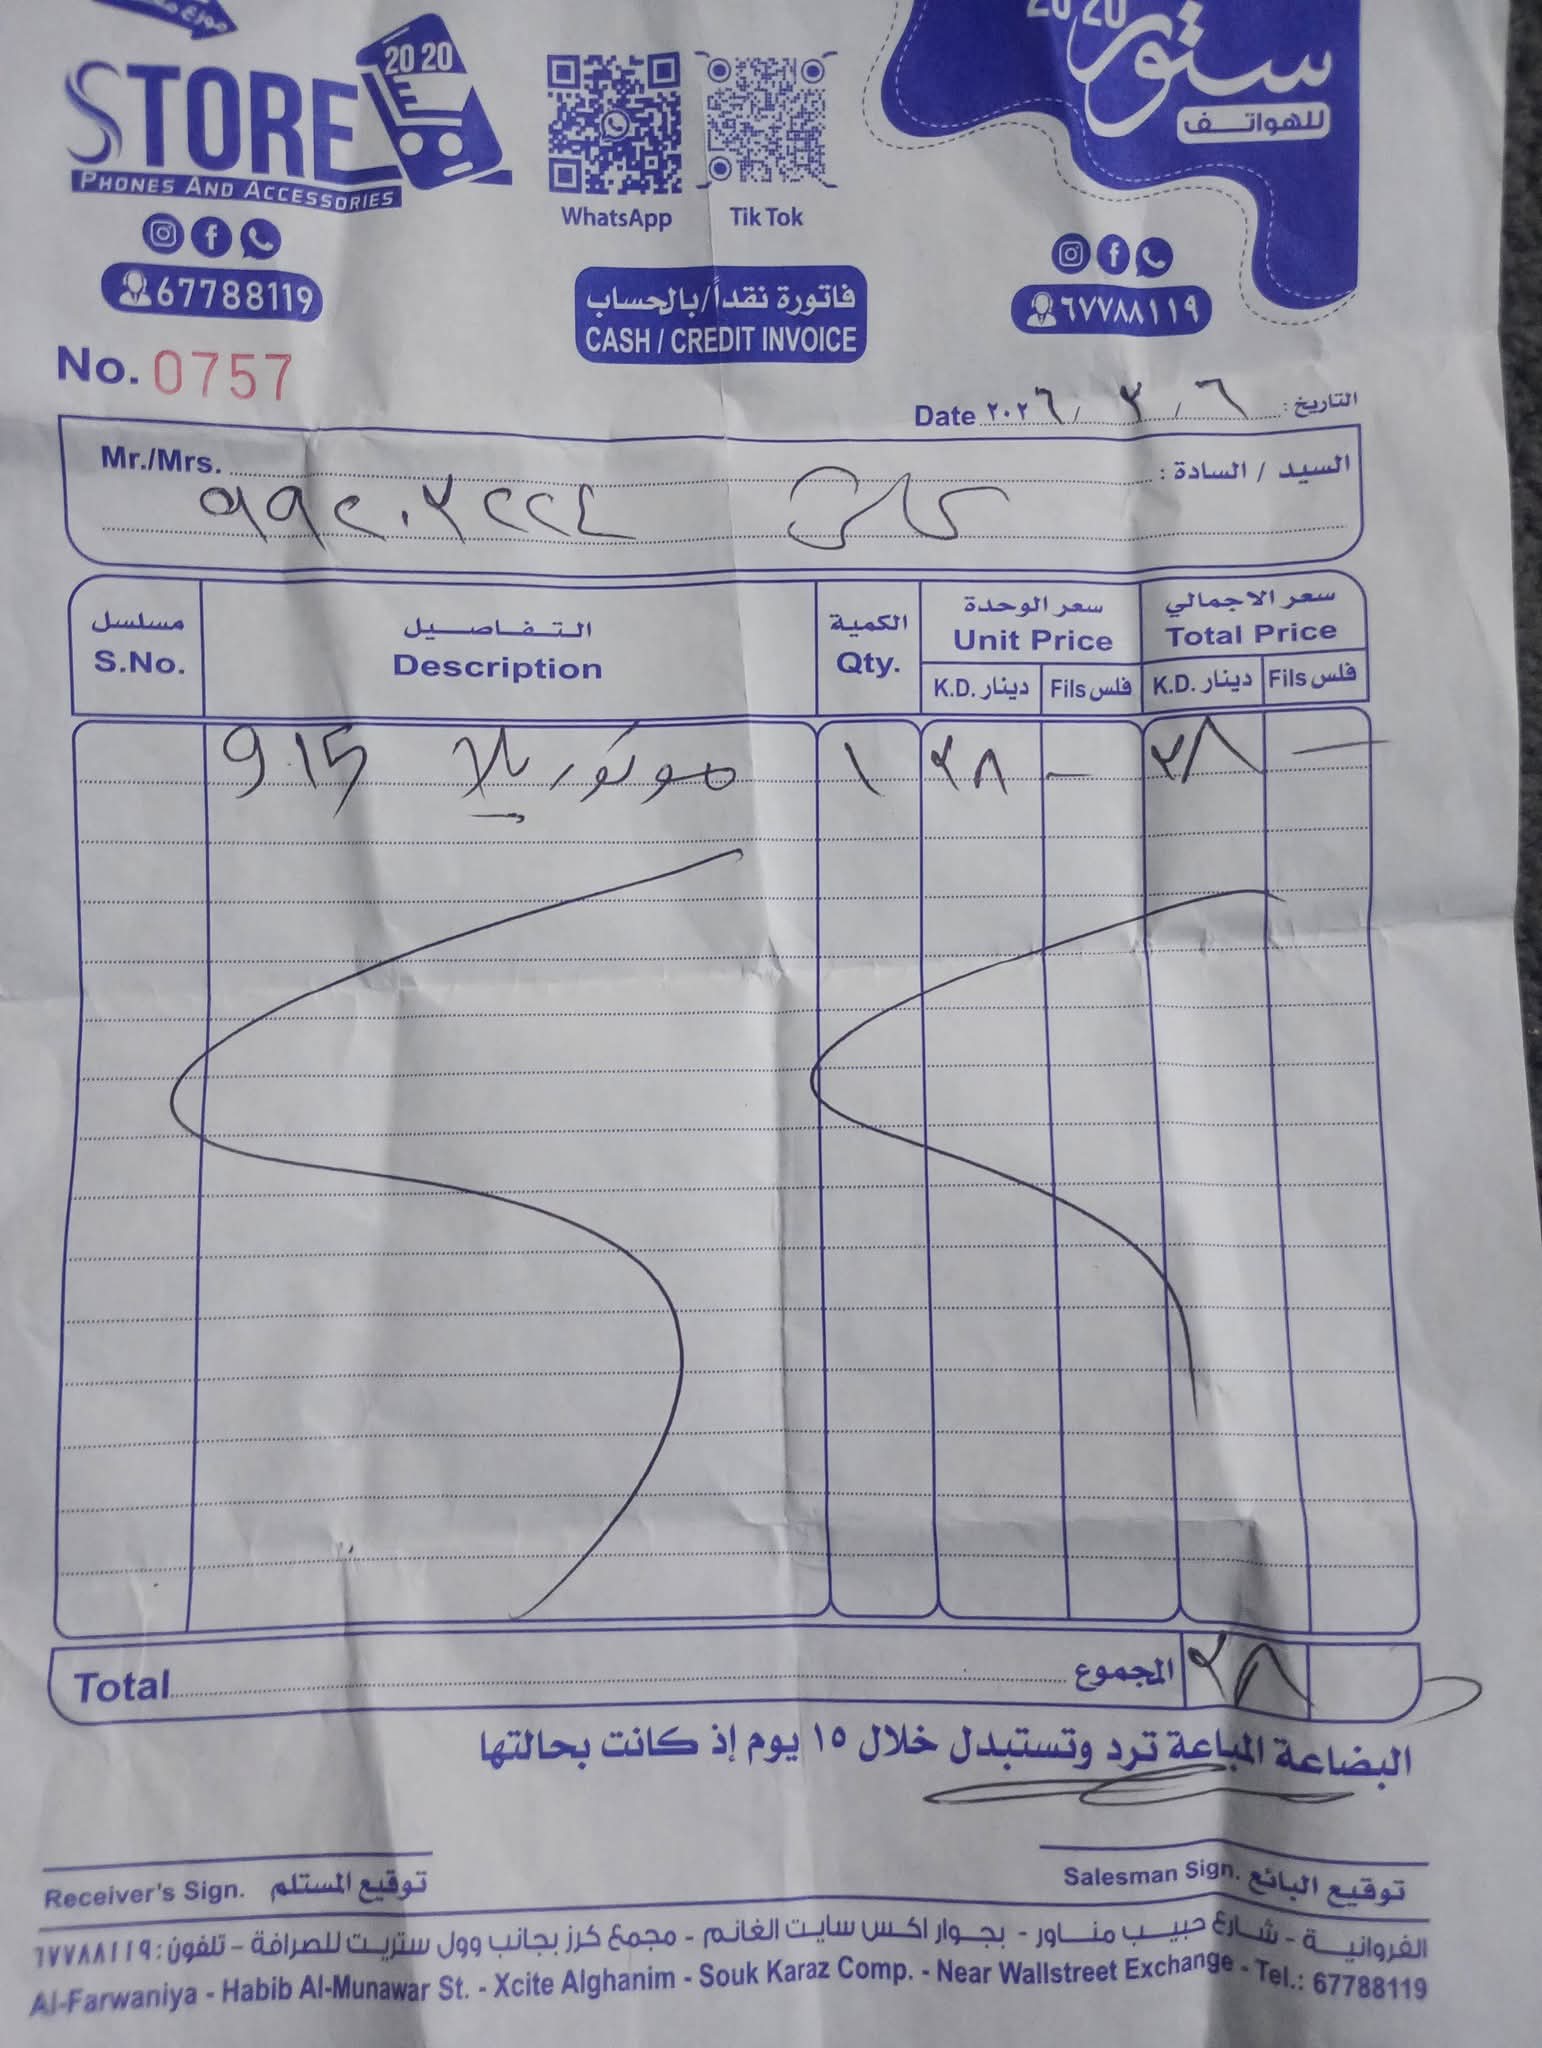 STORE 20 20
PHONES AND ACCESSORIES
67788119
WhatsApp
Tik Tok
20 20
ستور
للهواتف
٦٧٧٨٨١١٩
فاتورة نقداً/بالحساب
CASH / CREDIT INVOICE
No. 0757
Date ٢٠٢٦ / ٣ / ٦ التاريخ:
Mr./Mrs. السيد / السادة :
مسلسل التفاصيل الكمية سعر الوحدة سعر الاجمالي
S.No. Description Qty. Unit Price Total Price
K.D. دينار Fils فلس K.D. دينار Fils فلس
915 ١ ٢٨ — ٢٨ —
Total المجموع ٢٨
البضاعة المباعة ترد وتستبدل خلال ١٥ يوم إذ كانت بحالتها
Receiver's Sign. توقيع المستلم Salesman Sign. توقيع البائع
الفروانية - شارع حبيب مناور - بجوار اكس سايت الغانم - مجمع كرز بجانب وول ستريت للصرافة - تلفون: ٦٧٧٨٨١١٩
Al-Farwaniya - Habib Al-Munawar St. - Xcite Alghanim - Souk Karaz Comp. - Near Wallstreet Exchange - Tel.: 67788119